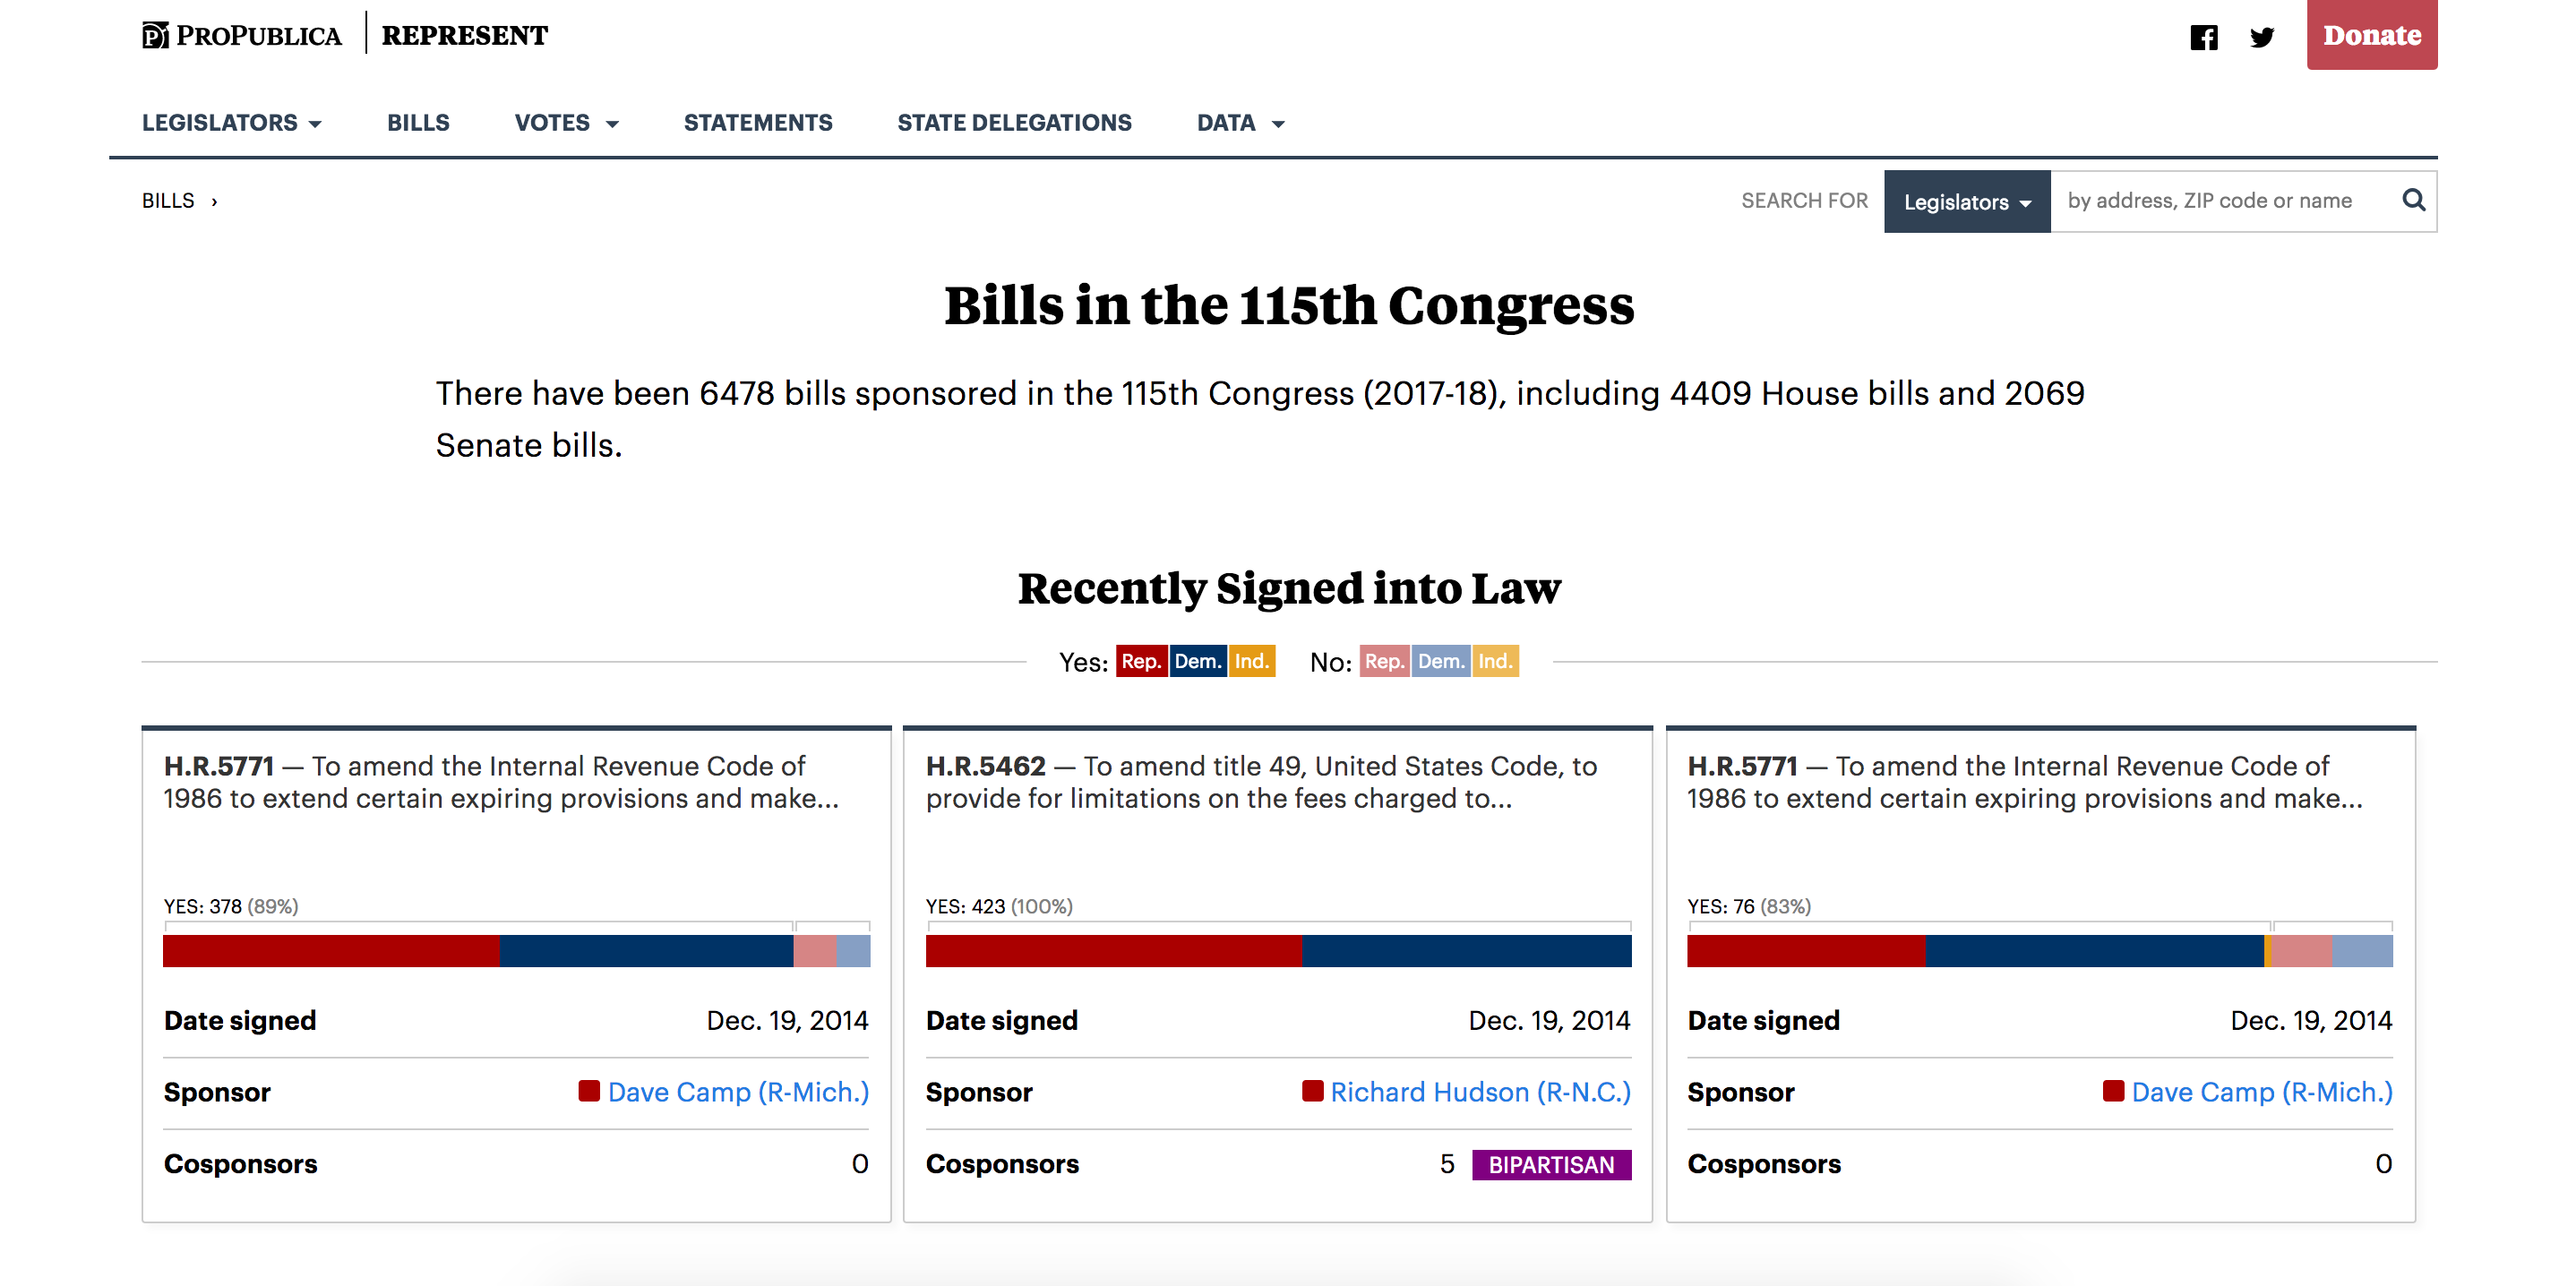 PROPUBLICA | REPRESENT
Donate
LEGISLATORS BILLS VOTES STATEMENTS STATE DELEGATIONS DATA
BILLS ›
SEARCH FOR Legislators by address, ZIP code or name
Bills in the 115th Congress
There have been 6478 bills sponsored in the 115th Congress (2017-18), including 4409 House bills and 2069
Senate bills.
Recently Signed into Law
Yes: Rep. Dem. Ind. No: Rep. Dem. Ind.
H.R.5771 — To amend the Internal Revenue Code of
1986 to extend certain expiring provisions and make...
YES: 378 (89%)
Date signed Dec. 19, 2014
Sponsor Dave Camp (R-Mich.)
Cosponsors 0
H.R.5462 — To amend title 49, United States Code, to
provide for limitations on the fees charged to...
YES: 423 (100%)
Date signed Dec. 19, 2014
Sponsor Richard Hudson (R-N.C.)
Cosponsors 5 BIPARTISAN
H.R.5771 — To amend the Internal Revenue Code of
1986 to extend certain expiring provisions and make...
YES: 76 (83%)
Date signed Dec. 19, 2014
Sponsor Dave Camp (R-Mich.)
Cosponsors 0